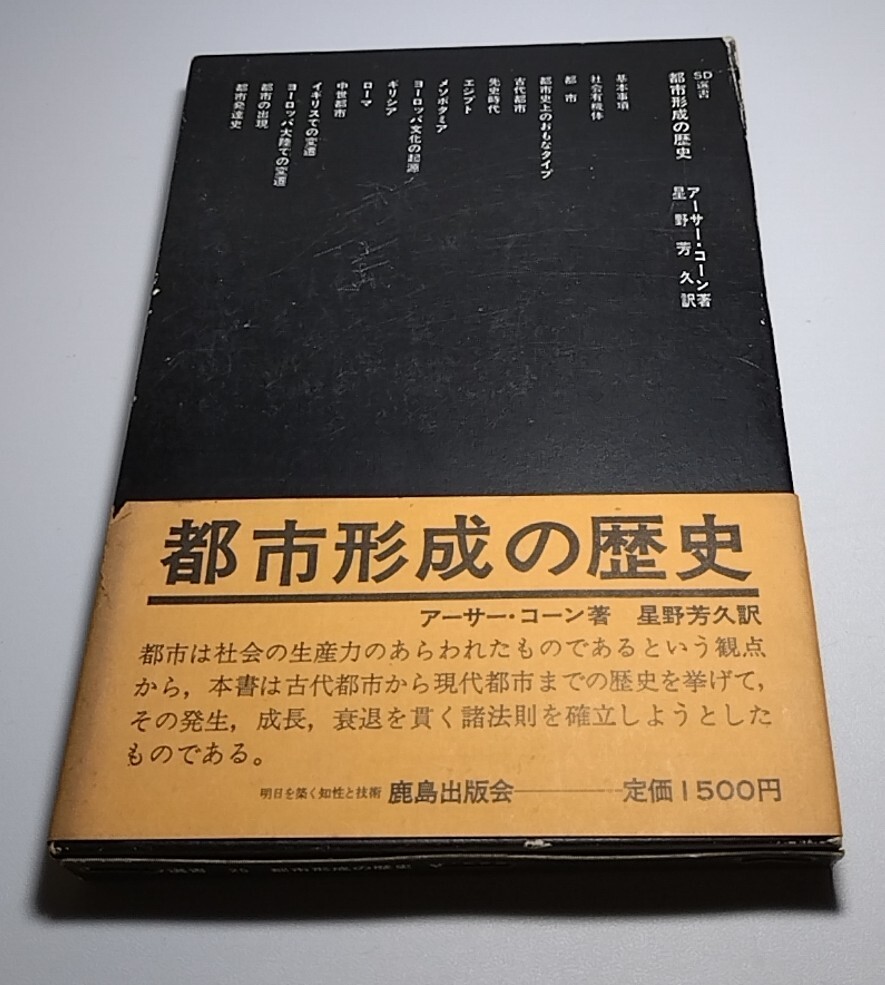 SD選書
都市形成の歴史
アーサー・コーン著
星野芳久訳
基本事項
社会有機体
都市
都市史上のおもなタイプ
古代都市
先史時代
エジプト
メソポタミア
ヨーロッパ文化の起源
ギリシア
ローマ
中世都市
イギリスでの変遷
ヨーロッパ大陸での変遷
都市の出現
都市発達史
都市形成の歴史
アーサー・コーン著 星野芳久訳
都市は社会の生産力のあらわれたものであるという観点
から，本書は古代都市から現代都市までの歴史を挙げて，
その発生，成長，衰退を貫く諸法則を確立しようとした
ものである。
明日を築く知性と技術 鹿島出版会―――定価1500円
選書 25 都市形成の歴史